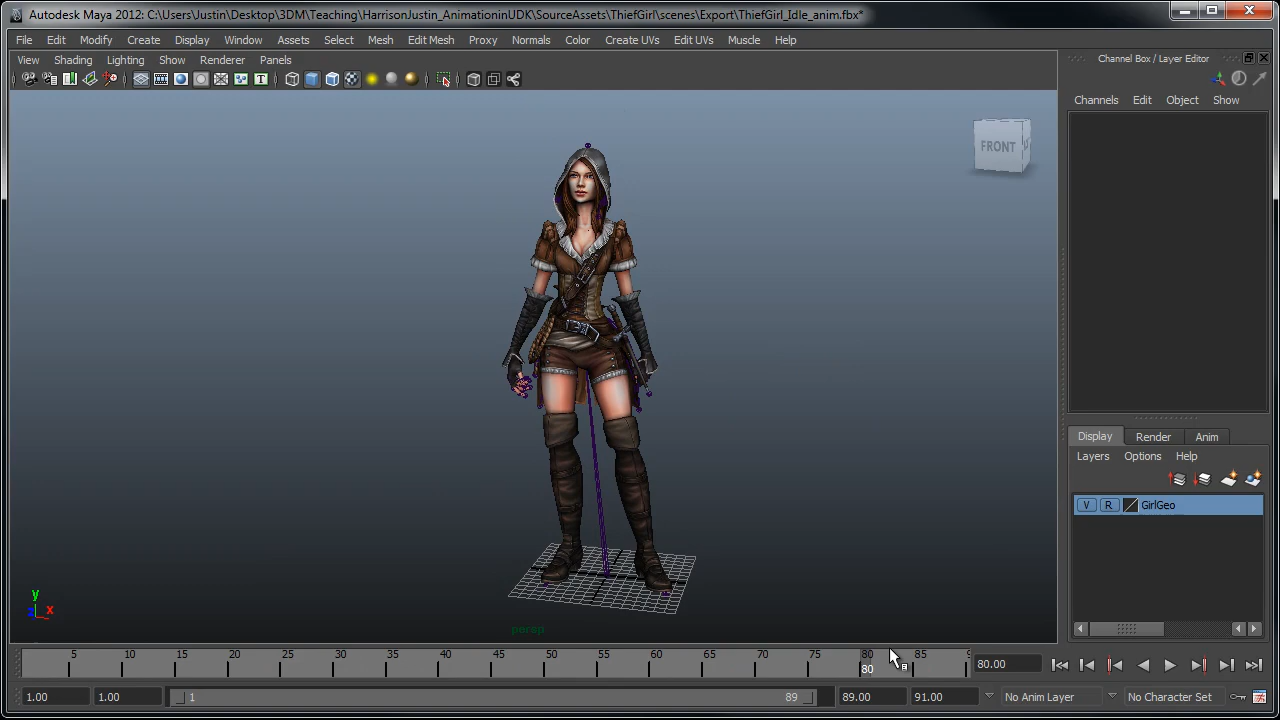 Autodesk Maya 2012: C:\Users\Justin\Desktop\3DM\Teaching\HarrisonJustin_AnimationinUDK\SourceAssets\ThiefGirl\scenes\Export\ThiefGirl_Idle_anim.fbx*
File Edit Modify Create Display Window Assets Select Mesh Edit Mesh Proxy Normals Color Create UVs Edit UVs Muscle Help
View Shading Lighting Show Renderer Panels
Channel Box / Layer Editor
Channels Edit Object Show
FRONT
Display Render Anim
Layers Options Help
V R GirlGeo
y
x
persp
5 10 15 20 25 30 35 40 45 50 55 60 65 70 75 80 85
80
80.00
1.00 1.00 1 89 89.00 91.00 No Anim Layer No Character Set